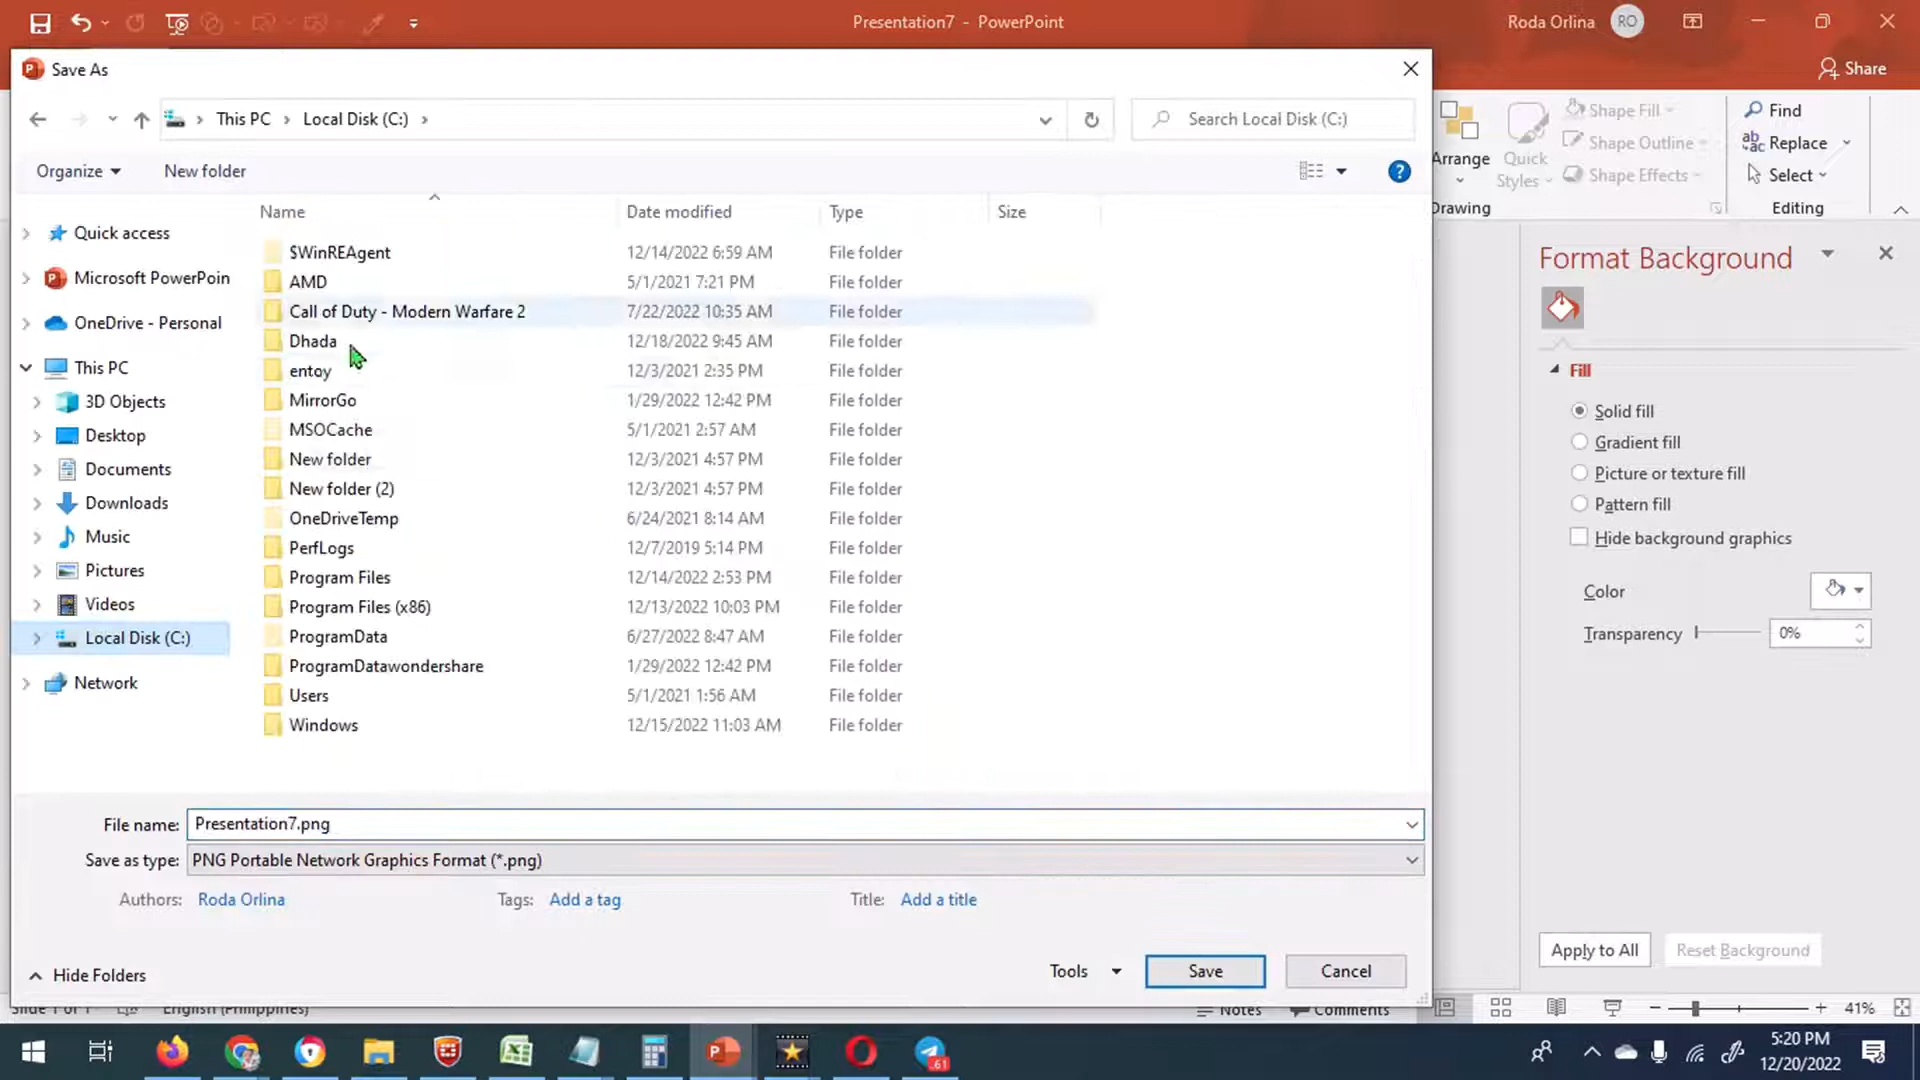 Presentation7 - PowerPoint
Roda Orlina RO
Save As
Share
This PC > Local Disk (C:) >
Search Local Disk (C:)
Organize
New folder
Name Date modified Type Size
Quick access
Microsoft PowerPoin
OneDrive - Personal
This PC
3D Objects
Desktop
Documents
Downloads
Music
Pictures
Videos
Local Disk (C:)
Network
$WinREAgent 12/14/2022 6:59 AM File folder
AMD 5/1/2021 7:21 PM File folder
Call of Duty - Modern Warfare 2 7/22/2022 10:35 AM File folder
Dhada 12/18/2022 9:45 AM File folder
entoy 12/3/2021 2:35 PM File folder
MirrorGo 1/29/2022 12:42 PM File folder
MSOCache 5/1/2021 2:57 AM File folder
New folder 12/3/2021 4:57 PM File folder
New folder (2) 12/3/2021 4:57 PM File folder
OneDriveTemp 6/24/2021 8:14 AM File folder
PerfLogs 12/7/2019 5:14 PM File folder
Program Files 12/14/2022 2:53 PM File folder
Program Files (x86) 12/13/2022 10:03 PM File folder
ProgramData 6/27/2022 8:47 AM File folder
ProgramDatawondershare 1/29/2022 12:42 PM File folder
Users 5/1/2021 1:56 AM File folder
Windows 12/15/2022 11:03 AM File folder
File name: Presentation7.png
Save as type: PNG Portable Network Graphics Format (*.png)
Authors: Roda Orlina Tags: Add a tag Title: Add a title
Hide Folders
Tools Save Cancel
Arrange
Quick Styles
Shape Fill
Shape Outline
Shape Effects
Drawing
Find
Replace
Select
Editing
Format Background
Fill
Solid fill
Gradient fill
Picture or texture fill
Pattern fill
Hide background graphics
Color
Transparency 0%
Apply to All Reset Background
Slide 1 of 1 English (Philippines) Notes Comments 41%
61
5:20 PM
12/20/2022